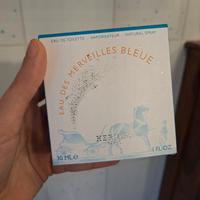 EAU DE TOILETTE - VAPORISATEUR - NATURAL SPRAY
EAU DES MERVEILLES BLEUE
30 ML ℮ 1 FL.OZ.